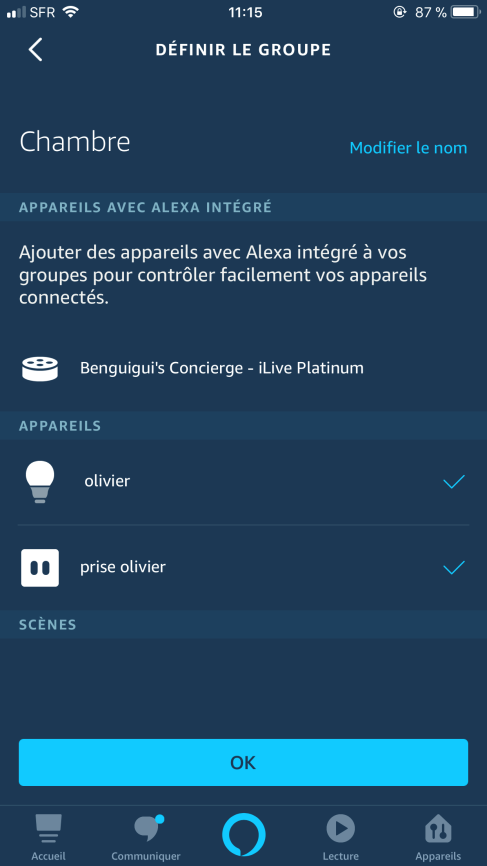 SFR 11:15 87 %
DÉFINIR LE GROUPE
Chambre
Modifier le nom
APPAREILS AVEC ALEXA INTÉGRÉ
Ajouter des appareils avec Alexa intégré à vos
groupes pour contrôler facilement vos appareils
connectés.
Benguigui's Concierge - iLive Platinum
APPAREILS
olivier
prise olivier
SCÈNES
OK
Accueil Communiquer Lecture Appareils